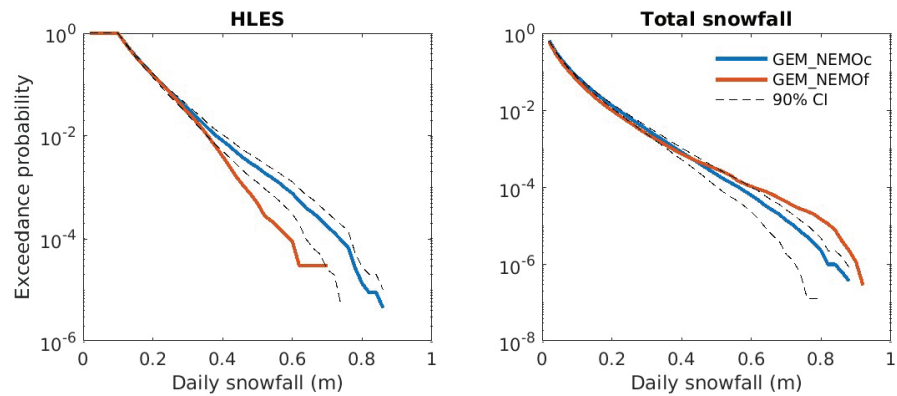 HLES
Total snowfall
Exceedance probability
10^0
10^-2
10^-4
10^-6
0
0.2
0.4
0.6
0.8
1
Daily snowfall (m)
10^0
10^-2
10^-4
10^-6
10^-8
0
0.2
0.4
0.6
0.8
1
Daily snowfall (m)
GEM_NEMOc
GEM_NEMOf
90% CI